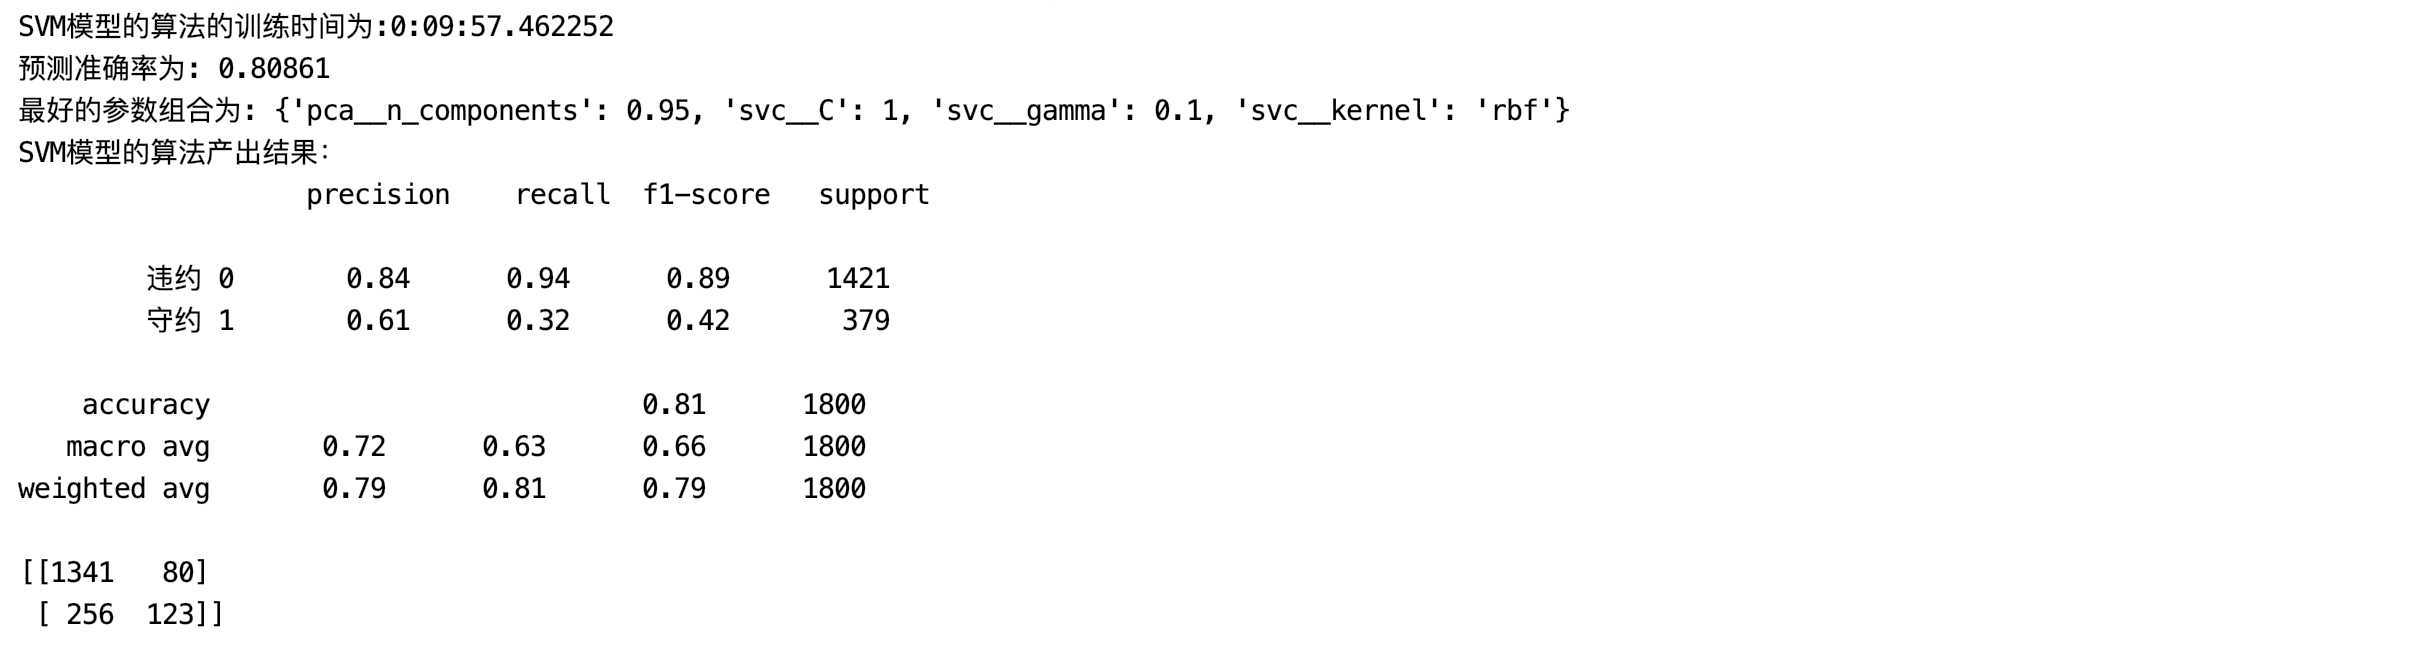 SVM模型的算法的训练时间为:0:09:57.462252
预测准确率为: 0.80861
最好的参数组合为: {'pca__n_components': 0.95, 'svc__C': 1, 'svc__gamma': 0.1, 'svc__kernel': 'rbf'}
SVM模型的算法产出结果:
precision recall f1-score support
违约 0 0.84 0.94 0.89 1421
守约 1 0.61 0.32 0.42 379
accuracy 0.81 1800
macro avg 0.72 0.63 0.66 1800
weighted avg 0.79 0.81 0.79 1800
[[1341 80]
[ 256 123]]